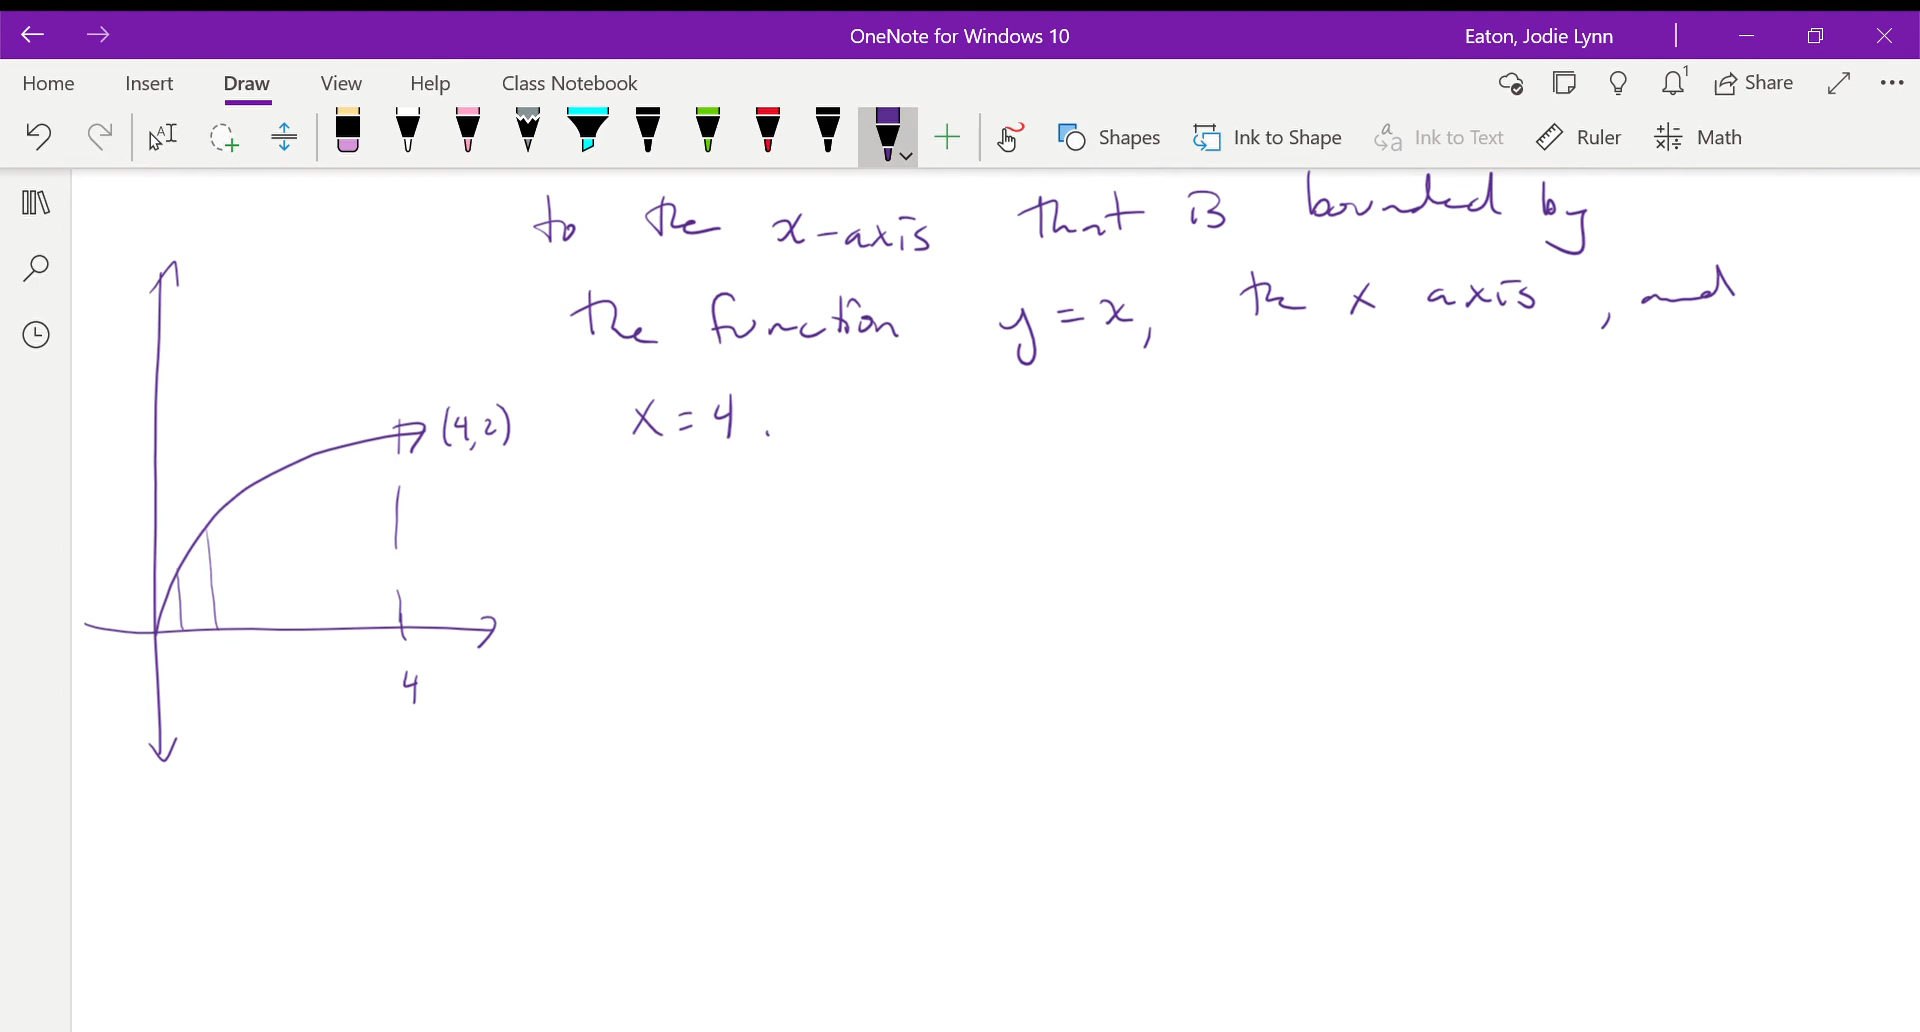 OneNote for Windows 10
Eaton, Jodie Lynn
Home Insert Draw View Help Class Notebook
1
Share
Shapes
Ink to Shape
Ink to Text
Ruler
Math
to the x-axis that is bounded by
the function y = x, the x axis, and
x = 4.
(4,2)
4